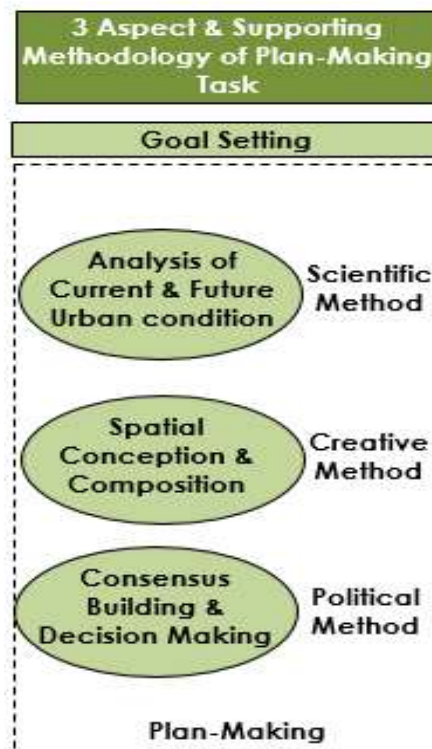 3 Aspect & Supporting
Methodology of Plan-Making
Task
Goal Setting
Analysis of
Current & Future
Urban condition
Scientific
Method
Spatial
Conception &
Composition
Creative
Method
Consensus
Building &
Decision Making
Political
Method
Plan-Making